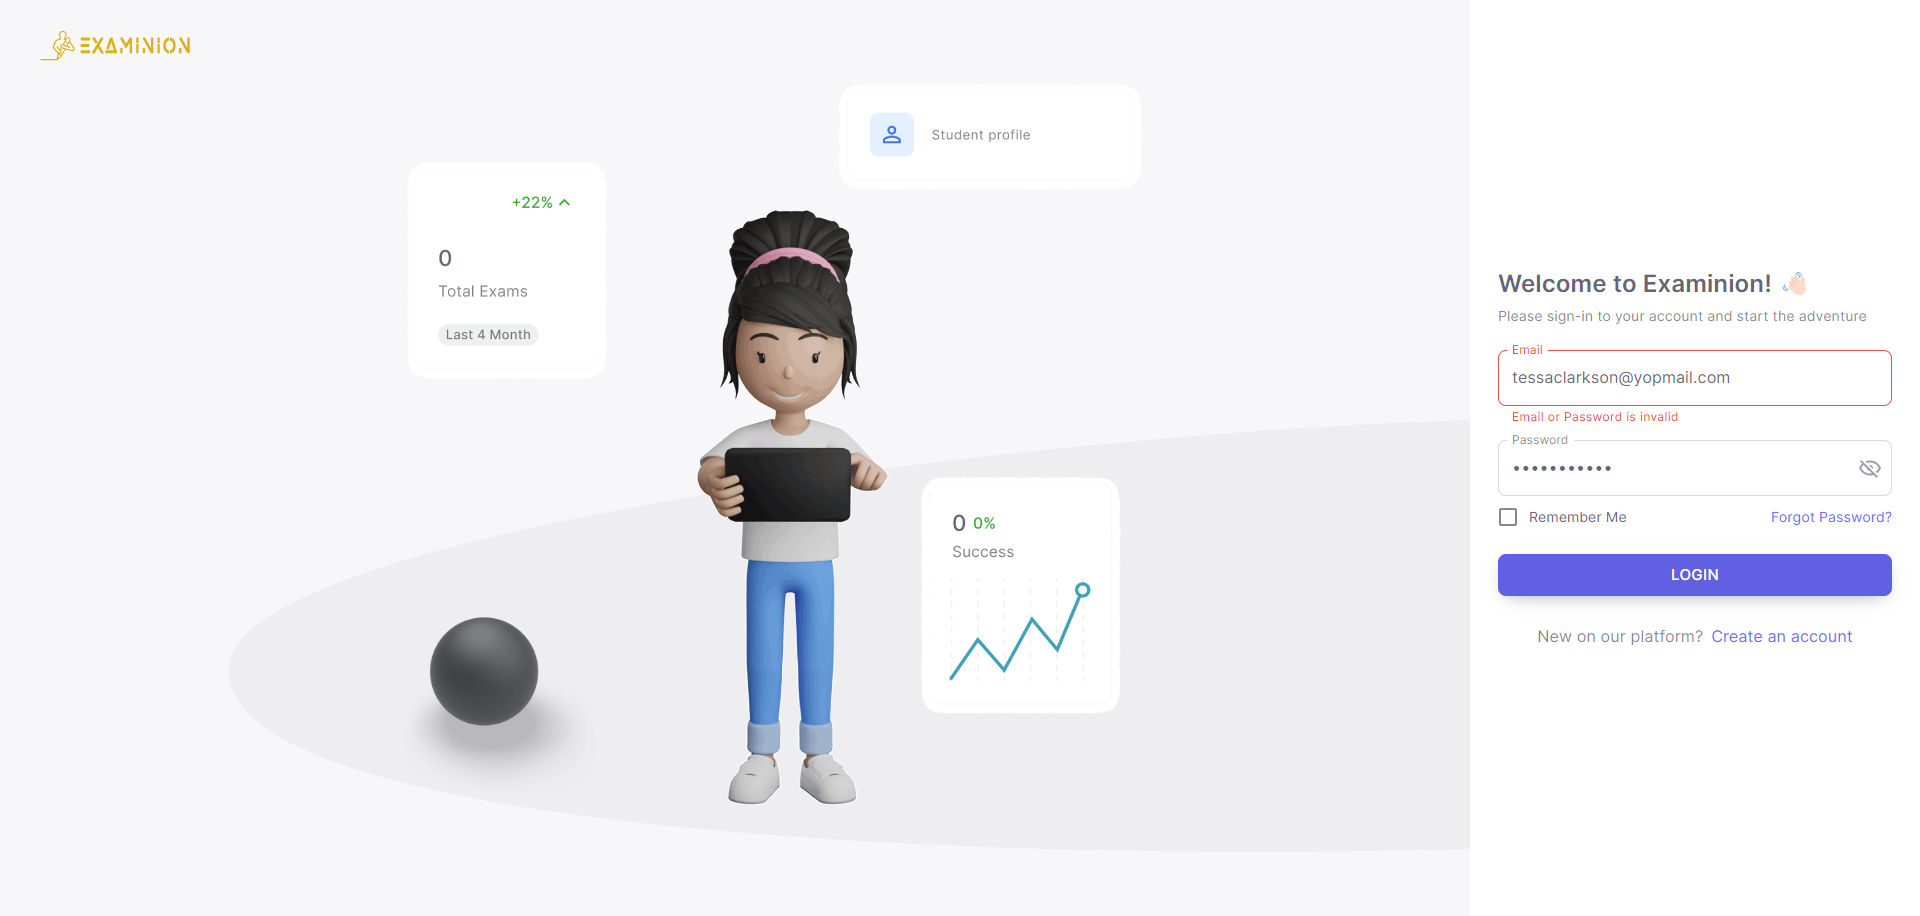 EXAMINION
Student profile
+22%
0
Total Exams
Last 4 Month
0 0%
Success
Welcome to Examinion! 👋🏻
Please sign-in to your account and start the adventure
Email
tessaclarkson@yopmail.com
Email or Password is invalid
Password
•••••••••••
Remember Me Forgot Password?
LOGIN
New on our platform? Create an account